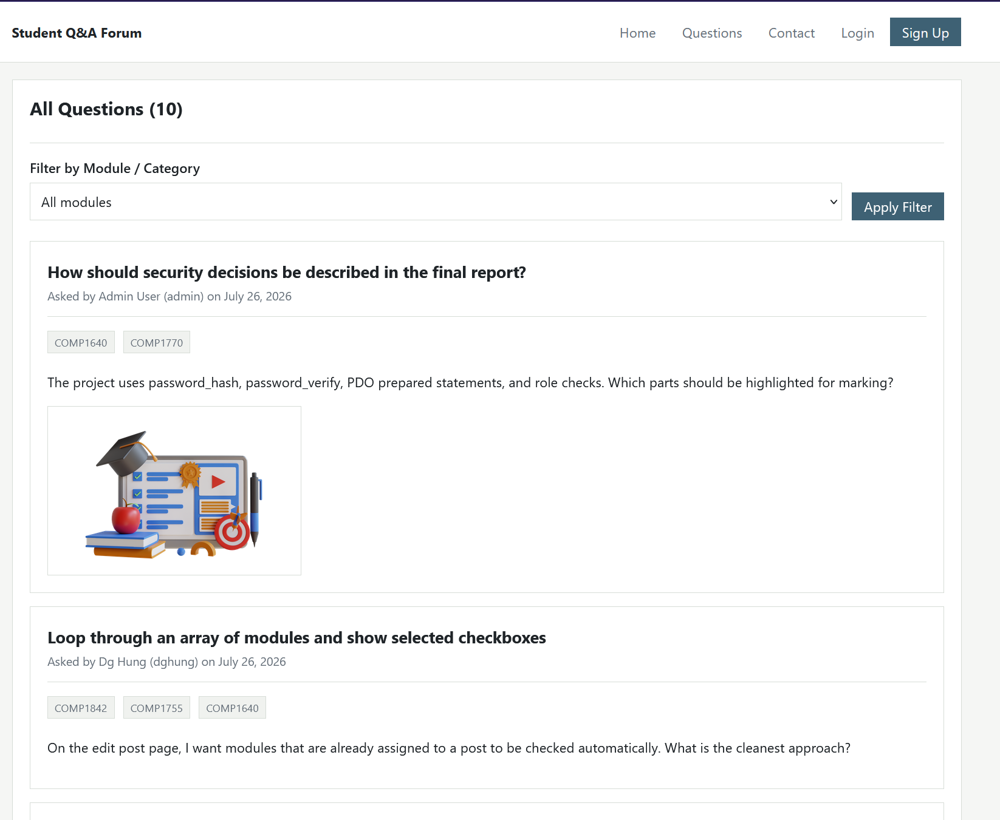 Student Q&A Forum
Home
Questions
Contact
Login
Sign Up
All Questions (10)
Filter by Module / Category
All modules
Apply Filter
How should security decisions be described in the final report?
Asked by Admin User (admin) on July 26, 2026
COMP1640
COMP1770
The project uses password_hash, password_verify, PDO prepared statements, and role checks. Which parts should be highlighted for marking?
Loop through an array of modules and show selected checkboxes
Asked by Dg Hung (dghung) on July 26, 2026
COMP1842
COMP1755
COMP1640
On the edit post page, I want modules that are already assigned to a post to be checked automatically. What is the cleanest approach?